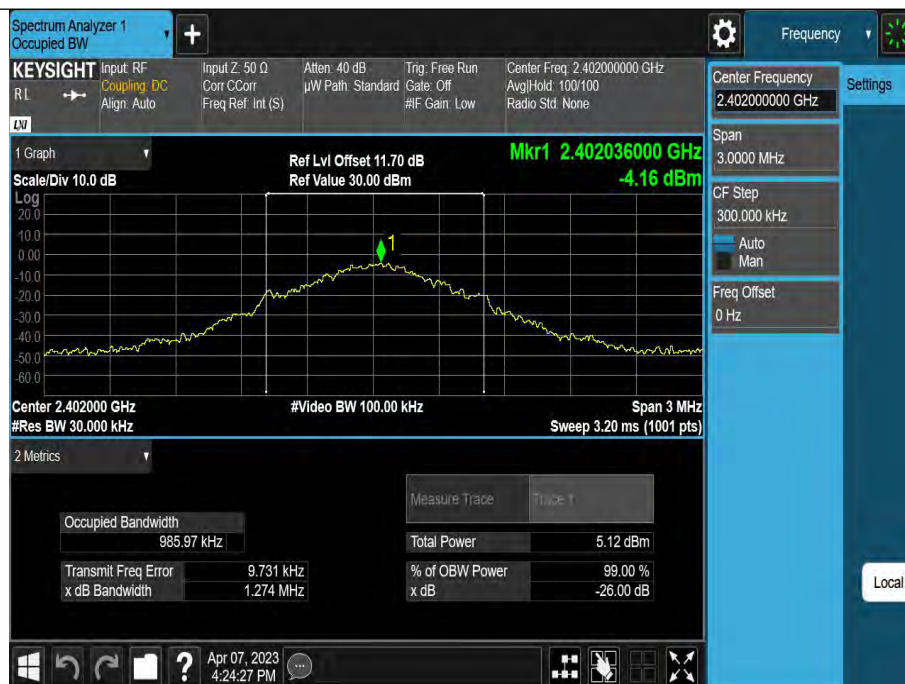 Spectrum Analyzer 1
Occupied BW
Frequency
KEYSIGHT
RL
LXI
Input: RF
Coupling: DC
Align: Auto
Input Z: 50 Ω
Corr CCorr
Freq Ref: Int (S)
Atten: 40 dB
µW Path: Standard
Trig: Free Run
Gate: Off
#IF Gain: Low
Center Freq: 2.402000000 GHz
Avg|Hold: 100/100
Radio Std: None
Center Frequency
2.402000000 GHz
Settings
Span
3.0000 MHz
CF Step
300.000 kHz
Auto
Man
Freq Offset
0 Hz
Local
1 Graph
Scale/Div 10.0 dB
Ref Lvl Offset 11.70 dB
Ref Value 30.00 dBm
Mkr1 2.402036000 GHz
-4.16 dBm
Log
20.0
10.0
0.00
-10.0
-20.0
-30.0
-40.0
-50.0
-60.0
1
Center 2.402000 GHz
#Video BW 100.00 kHz
Span 3 MHz
#Res BW 30.000 kHz
Sweep 3.20 ms (1001 pts)
2 Metrics
Measure Trace
Trace 1
Occupied Bandwidth
985.97 kHz
Total Power
5.12 dBm
Transmit Freq Error
9.731 kHz
% of OBW Power
99.00 %
x dB Bandwidth
1.274 MHz
x dB
-26.00 dB
?
Apr 07, 2023
4:24:27 PM